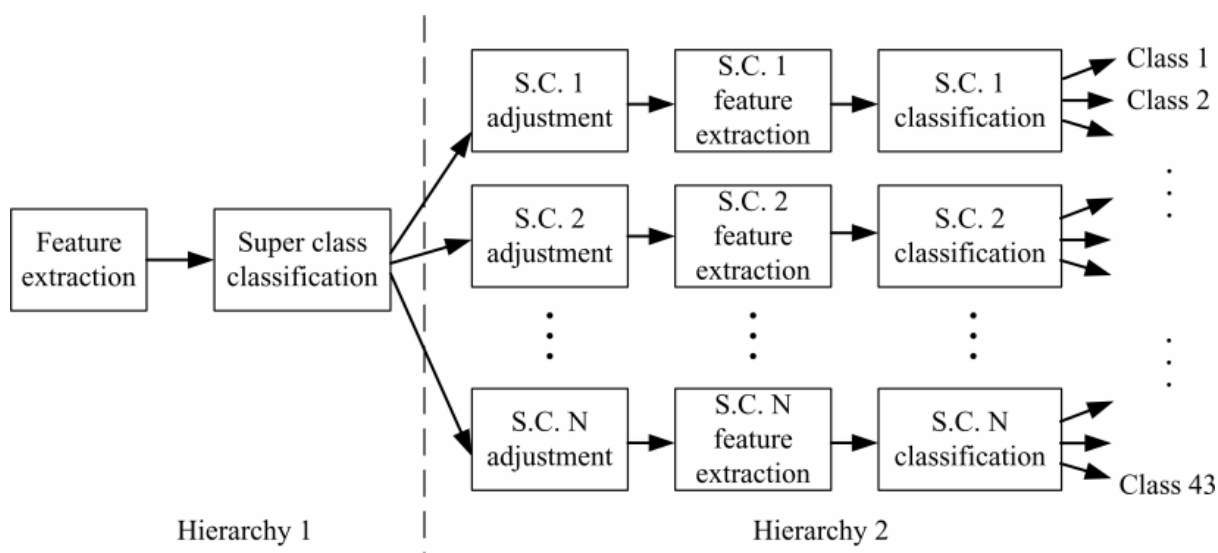 Feature
extraction
Super class
classification
S.C. 1
adjustment
S.C. 1
feature
extraction
S.C. 1
classification
Class 1
Class 2
S.C. 2
adjustment
S.C. 2
feature
extraction
S.C. 2
classification
S.C. N
adjustment
S.C. N
feature
extraction
S.C. N
classification
Class 43
Hierarchy 1
Hierarchy 2